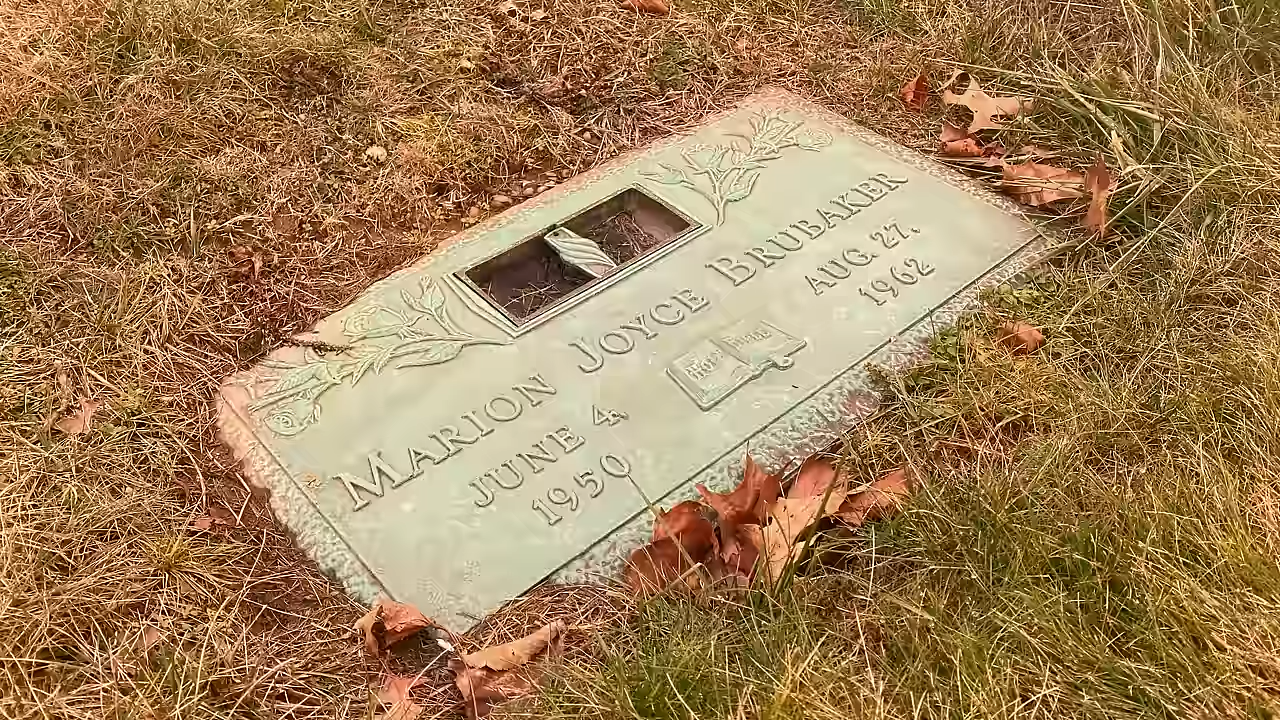 MARION JOYCE BRUBAKER
JUNE 4,
1950
AUG. 27,
1962
HOLY BIBLE